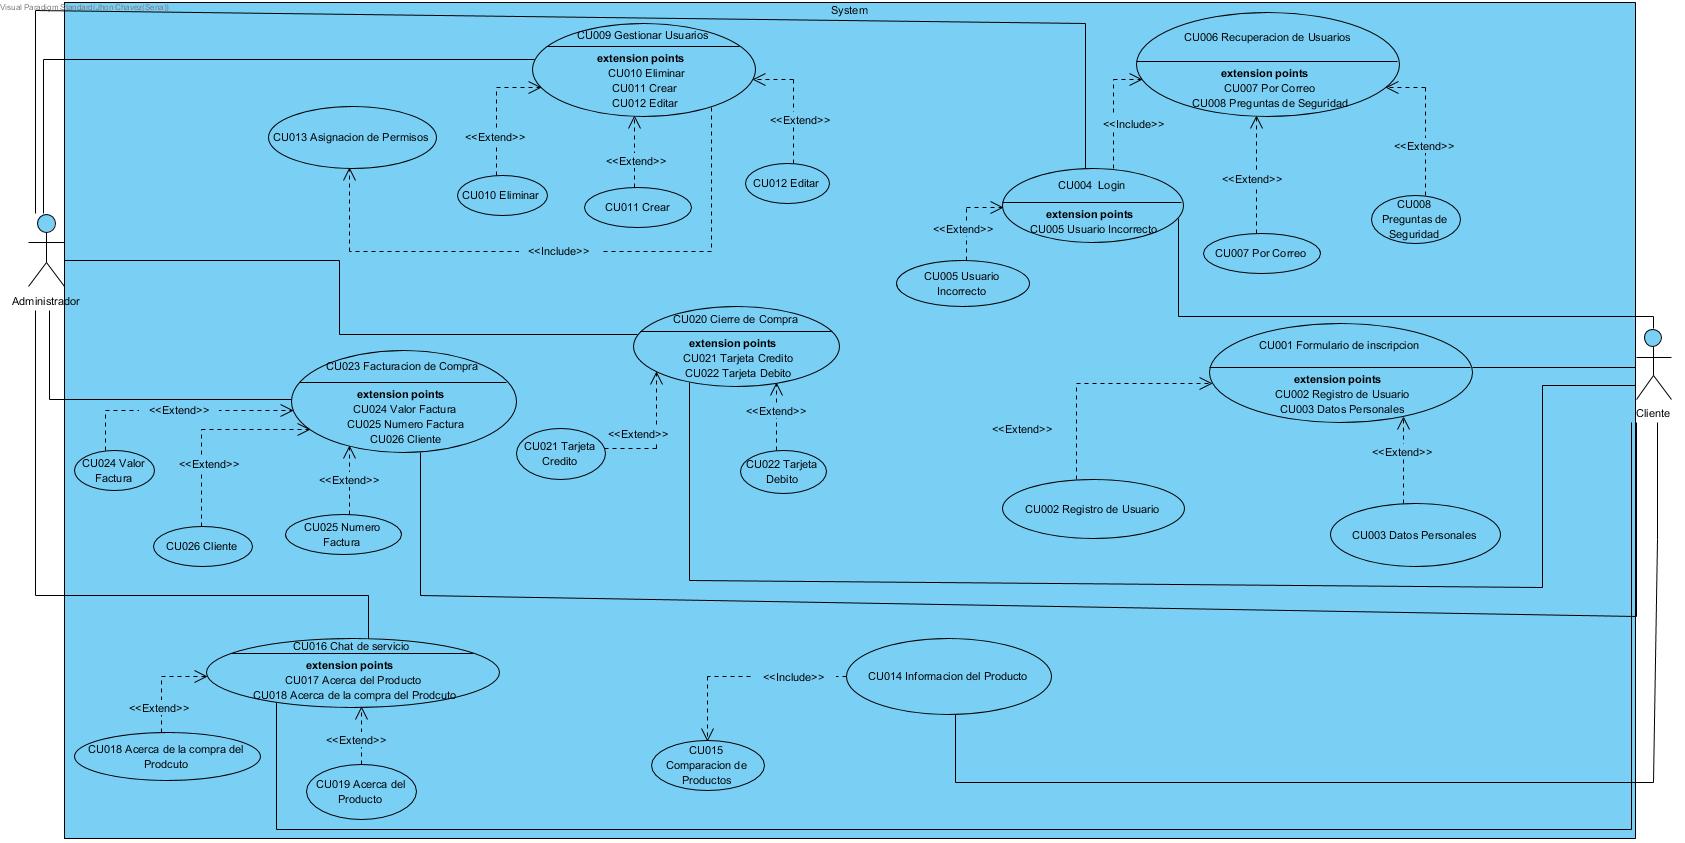 Visual Paradigm Standard(Jhon Chavez(Sena))
System
CU009 Gestionar Usuarios
extension points
CU010 Eliminar
CU011 Crear
CU012 Editar
CU006 Recuperacion de Usuarios
extension points
CU007 Por Correo
CU008 Preguntas de Seguridad
CU013 Asignacion de Permisos
<<Extend>>
<<Extend>>
<<Extend>>
<<Include>>
<<Extend>>
<<Extend>>
CU010 Eliminar
CU011 Crear
CU012 Editar
<<Include>>
CU004  Login
extension points
CU005 Usuario Incorrecto
<<Extend>>
CU005 Usuario
Incorrecto
CU007 Por Correo
CU008
Preguntas de
Seguridad
Administrador
CU020 Cierre de Compra
extension points
CU021 Tarjeta Credito
CU022 Tarjeta Debito
CU023 Facturacion de Compra
extension points
CU024 Valor Factura
CU025 Numero Factura
CU026 Cliente
CU001 Formulario de inscripcion
extension points
CU002 Registro de Usuario
CU003 Datos Personales
Cliente
<<Extend>>
<<Extend>>
<<Extend>>
<<Extend>>
<<Extend>>
<<Extend>>
<<Extend>>
CU024 Valor
Factura
CU026 Cliente
CU025 Numero
Factura
CU021 Tarjeta
Credito
CU022 Tarjeta
Debito
CU002 Registro de Usuario
CU003 Datos Personales
CU016 Chat de servicio
extension points
CU017 Acerca del Producto
CU018 Acerca de la compra del Prodcuto
<<Extend>>
<<Extend>>
CU018 Acerca de la compra del
Prodcuto
CU019 Acerca del
Producto
<<Include>>
CU014 Informacion del Producto
CU015
Comparacion de
Productos